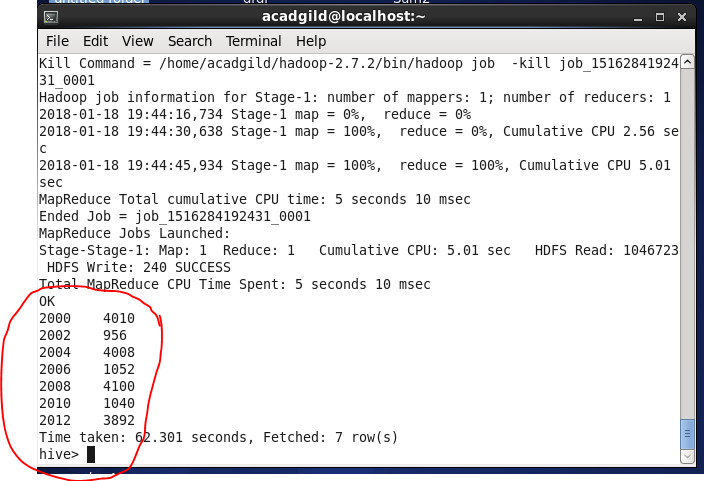 acadgild@localhost:~
File Edit View Search Terminal Help
Kill Command = /home/acadgild/hadoop-2.7.2/bin/hadoop job  -kill job_15162841924
31_0001
Hadoop job information for Stage-1: number of mappers: 1; number of reducers: 1
2018-01-18 19:44:16,734 Stage-1 map = 0%,  reduce = 0%
2018-01-18 19:44:30,638 Stage-1 map = 100%,  reduce = 0%, Cumulative CPU 2.56 se
c
2018-01-18 19:44:45,934 Stage-1 map = 100%,  reduce = 100%, Cumulative CPU 5.01
sec
MapReduce Total cumulative CPU time: 5 seconds 10 msec
Ended Job = job_1516284192431_0001
MapReduce Jobs Launched:
Stage-Stage-1: Map: 1  Reduce: 1   Cumulative CPU: 5.01 sec   HDFS Read: 1046723
 HDFS Write: 240 SUCCESS
Total MapReduce CPU Time Spent: 5 seconds 10 msec
OK
2000    4010
2002    956
2004    4008
2006    1052
2008    4100
2010    1040
2012    3892
Time taken: 62.301 seconds, Fetched: 7 row(s)
hive>